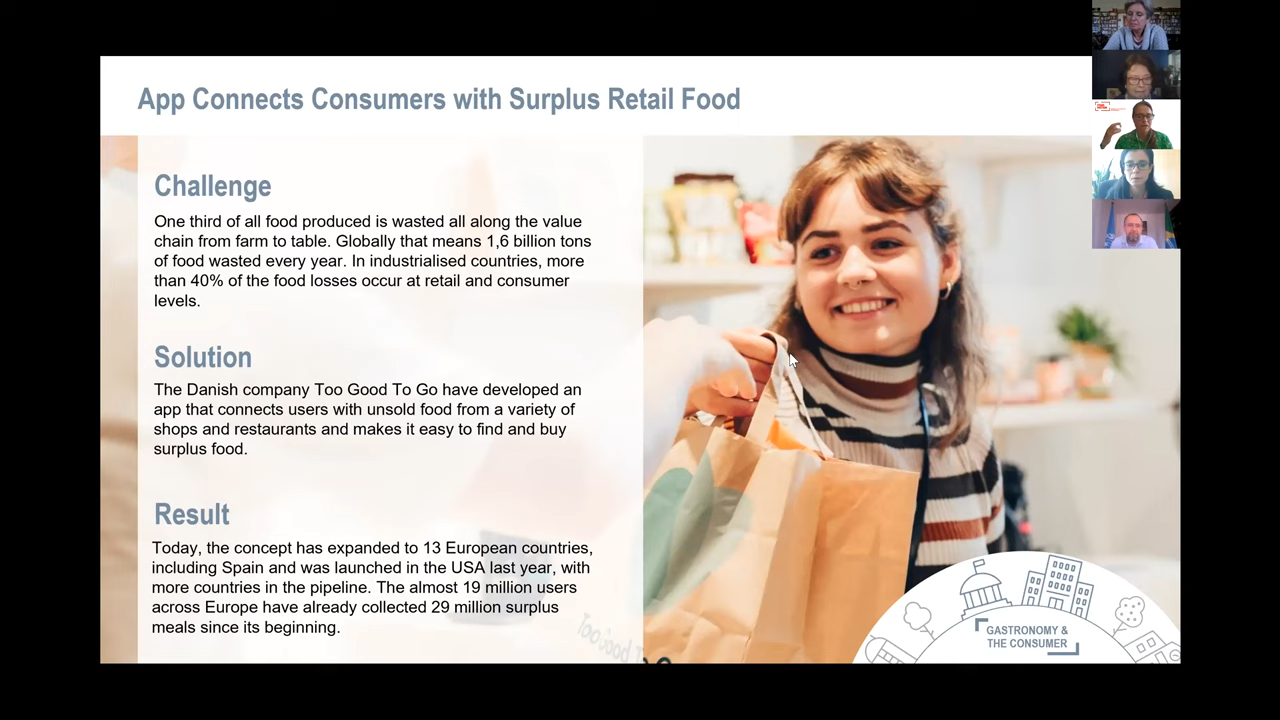 App Connects Consumers with Surplus Retail Food
Challenge
One third of all food produced is wasted all along the value
chain from farm to table. Globally that means 1,6 billion tons
of food wasted every year. In industrialised countries, more
than 40% of the food losses occur at retail and consumer
levels.
Solution
The Danish company Too Good To Go have developed an
app that connects users with unsold food from a variety of
shops and restaurants and makes it easy to find and buy
surplus food.
Result
Today, the concept has expanded to 13 European countries,
including Spain and was launched in the USA last year, with
more countries in the pipeline. The almost 19 million users
across Europe have already collected 29 million surplus
meals since its beginning.
Too Good T
GASTRONOMY &
THE CONSUMER